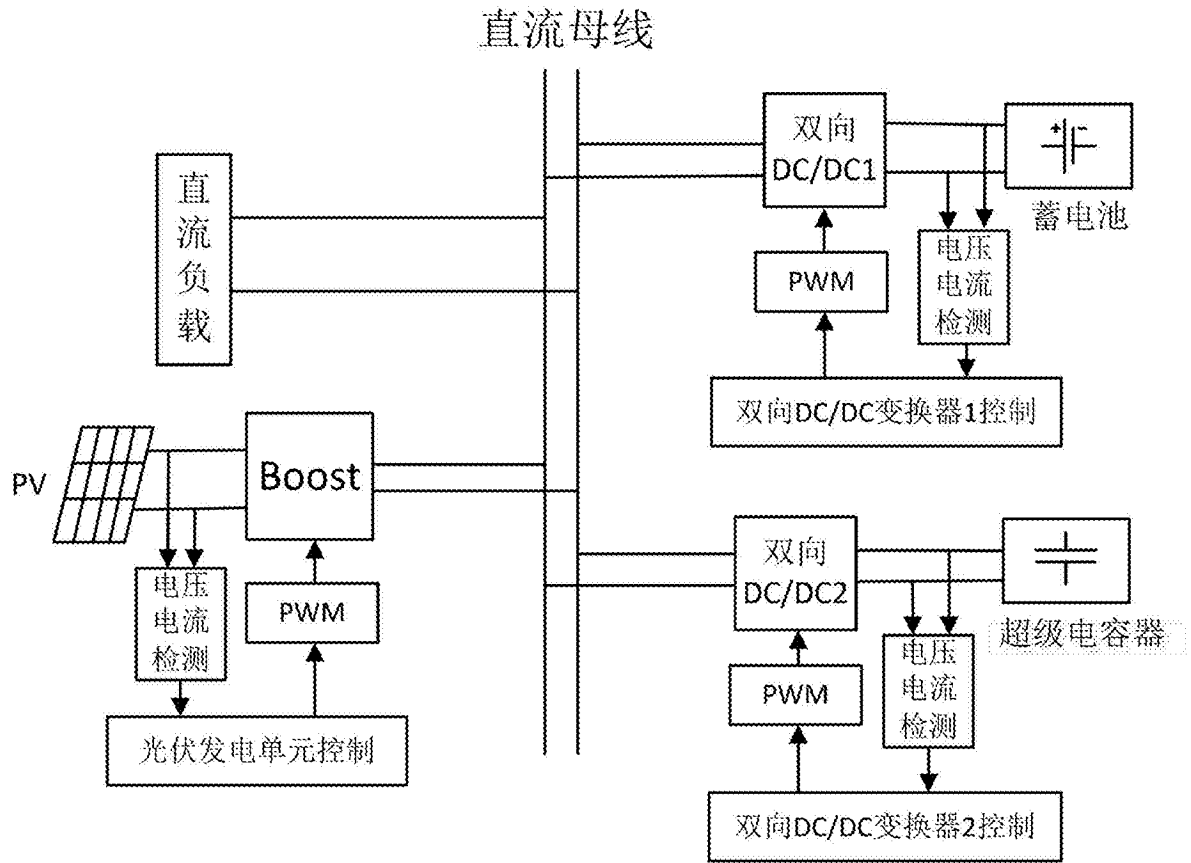 直流母线
直
流
负
载
双向
DC/DC1
蓄电池
PWM
电压
电流
检测
双向DC/DC变换器1控制
PV
Boost
电压
电流
检测
PWM
光伏发电单元控制
双向
DC/DC2
超级电容器
PWM
电压
电流
检测
双向DC/DC变换器2控制